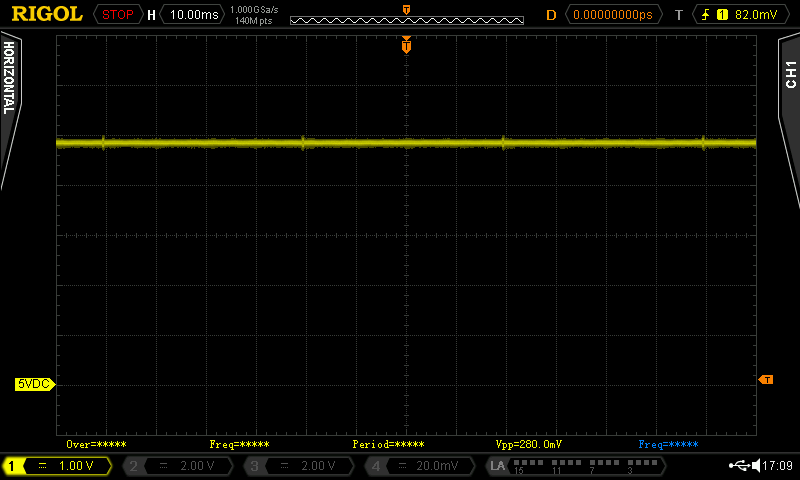 RIGOL STOP H 10.00ms 1.000GSa/s 140M pts T D 0.00000000ps T 1 82.0mV
HORIZONTAL
CH1
T
5VDC
T
Over=***** Freq=***** Period=***** Vpp=280.0mV Freq=*****
1 1.00 V 2 2.00 V 3 2.00 V 4 20.0mV LA 15 11 7 3 17:09